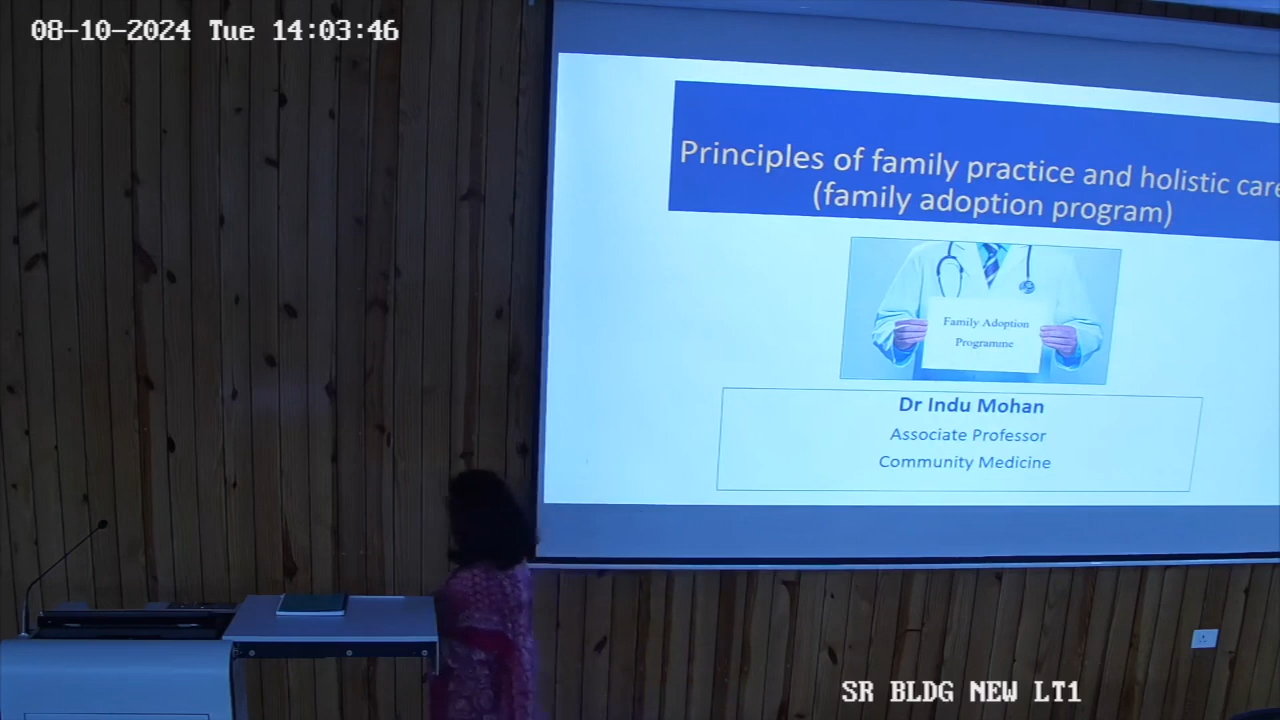 08-10-2024 Tue 14:03:46
Principles of family practice and holistic care
(family adoption program)
Family Adoption
Programme
Dr Indu Mohan
Associate Professor
Community Medicine
SR BLDG NEW LT1